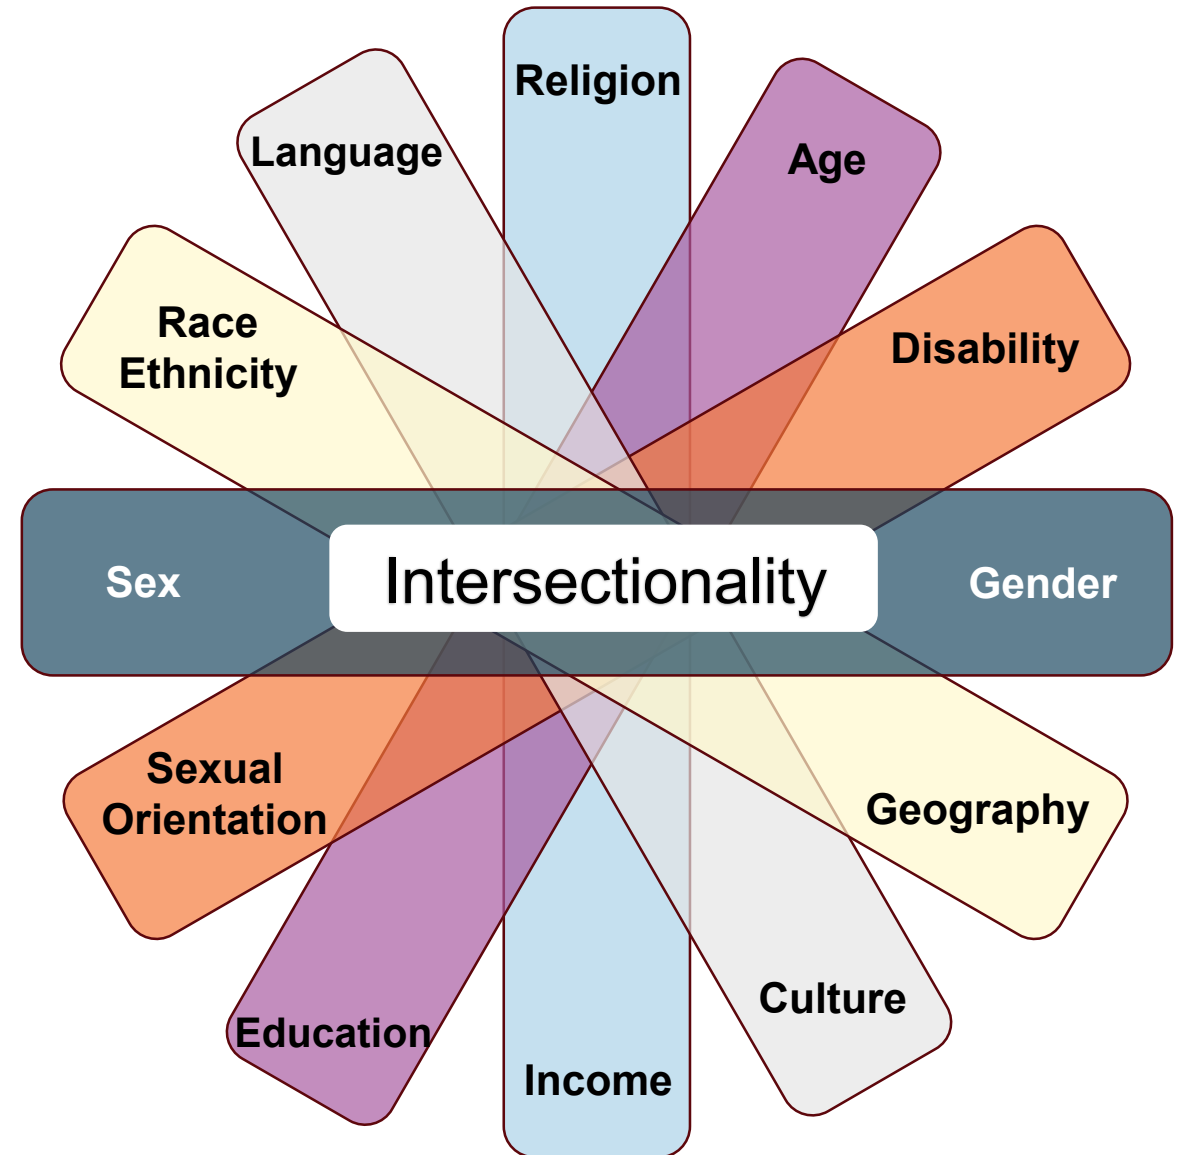 Religion
Language
Age
Race
Ethnicity
Disability
Sex
Intersectionality
Gender
Sexual
Orientation
Geography
Education
Culture
Income